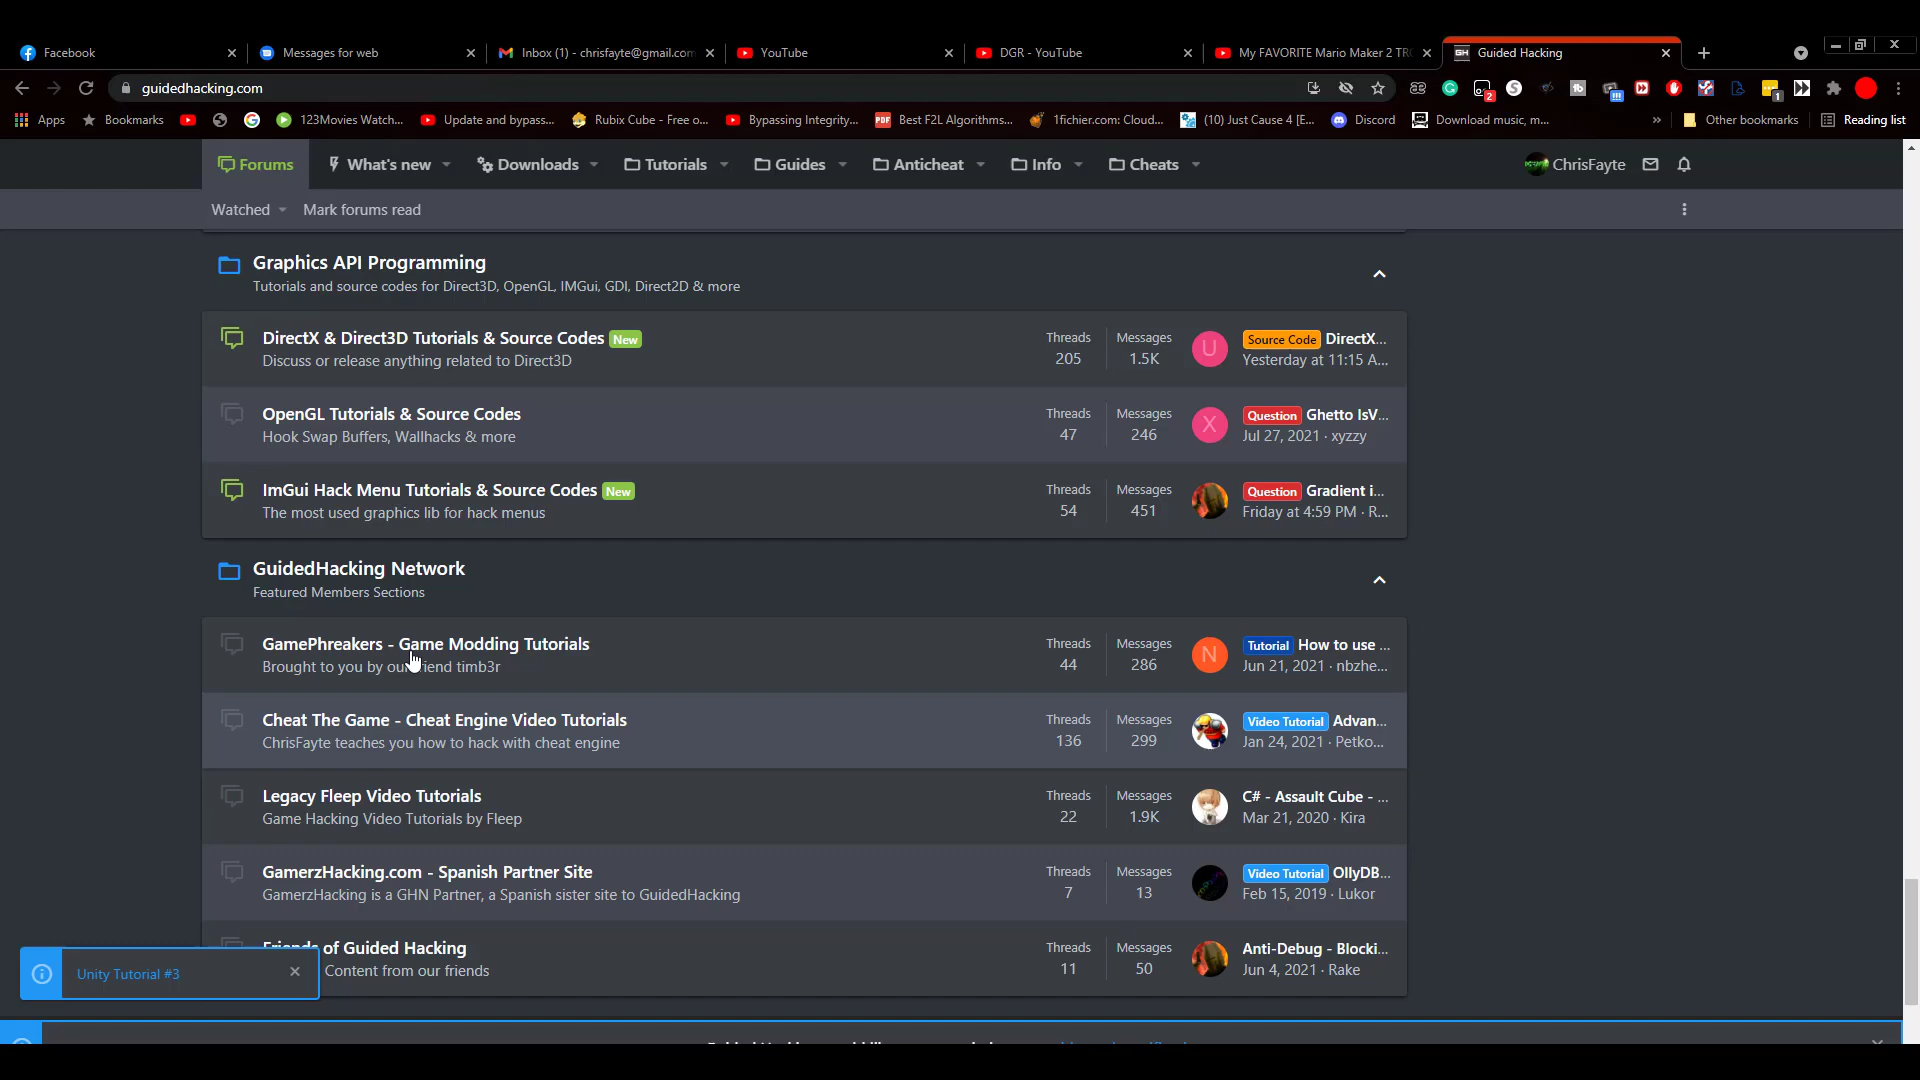 Facebook
Messages for web
Inbox (1) - chrisfayte@gmail.com
YouTube
DGR - YouTube
My FAVORITE Mario Maker 2 TR
GH Guided Hacking
guidedhacking.com
2
1
Apps
Bookmarks
123Movies Watch...
Update and bypass...
Rubix Cube - Free o...
Bypassing Integrity...
PDF Best F2L Algorithms...
1fichier.com: Cloud...
(10) Just Cause 4 [E...
Discord
Download music, m...
»
Other bookmarks
Reading list
Forums
What's new
Downloads
Tutorials
Guides
Anticheat
Info
Cheats
ChrisFayte
Watched
Mark forums read
Graphics API Programming
Tutorials and source codes for Direct3D, OpenGL, IMGui, GDI, Direct2D & more
DirectX & Direct3D Tutorials & Source Codes New
Discuss or release anything related to Direct3D
Threads
205
Messages
1.5K
U
Source Code DirectX...
Yesterday at 11:15 A...
OpenGL Tutorials & Source Codes
Hook Swap Buffers, Wallhacks & more
Threads
47
Messages
246
X
Question Ghetto IsV...
Jul 27, 2021 · xyzzy
ImGui Hack Menu Tutorials & Source Codes New
The most used graphics lib for hack menus
Threads
54
Messages
451
Question Gradient i...
Friday at 4:59 PM · R...
GuidedHacking Network
Featured Members Sections
GamePhreakers - Game Modding Tutorials
Brought to you by our iend timb3r
Threads
44
Messages
286
N
Tutorial How to use ...
Jun 21, 2021 · nbzhe...
Cheat The Game - Cheat Engine Video Tutorials
ChrisFayte teaches you how to hack with cheat engine
Threads
136
Messages
299
Video Tutorial Advan...
Jan 24, 2021 · Petko...
Legacy Fleep Video Tutorials
Game Hacking Video Tutorials by Fleep
Threads
22
Messages
1.9K
C# - Assault Cube - ...
Mar 21, 2020 · Kira
GamerzHacking.com - Spanish Partner Site
GamerzHacking is a GHN Partner, a Spanish sister site to GuidedHacking
Threads
7
Messages
13
Video Tutorial OllyDB...
Feb 15, 2019 · Lukor
Friends of Guided Hacking
Content from our friends
Threads
11
Messages
50
Anti-Debug - Blocki...
Jun 4, 2021 · Rake
Unity Tutorial #3